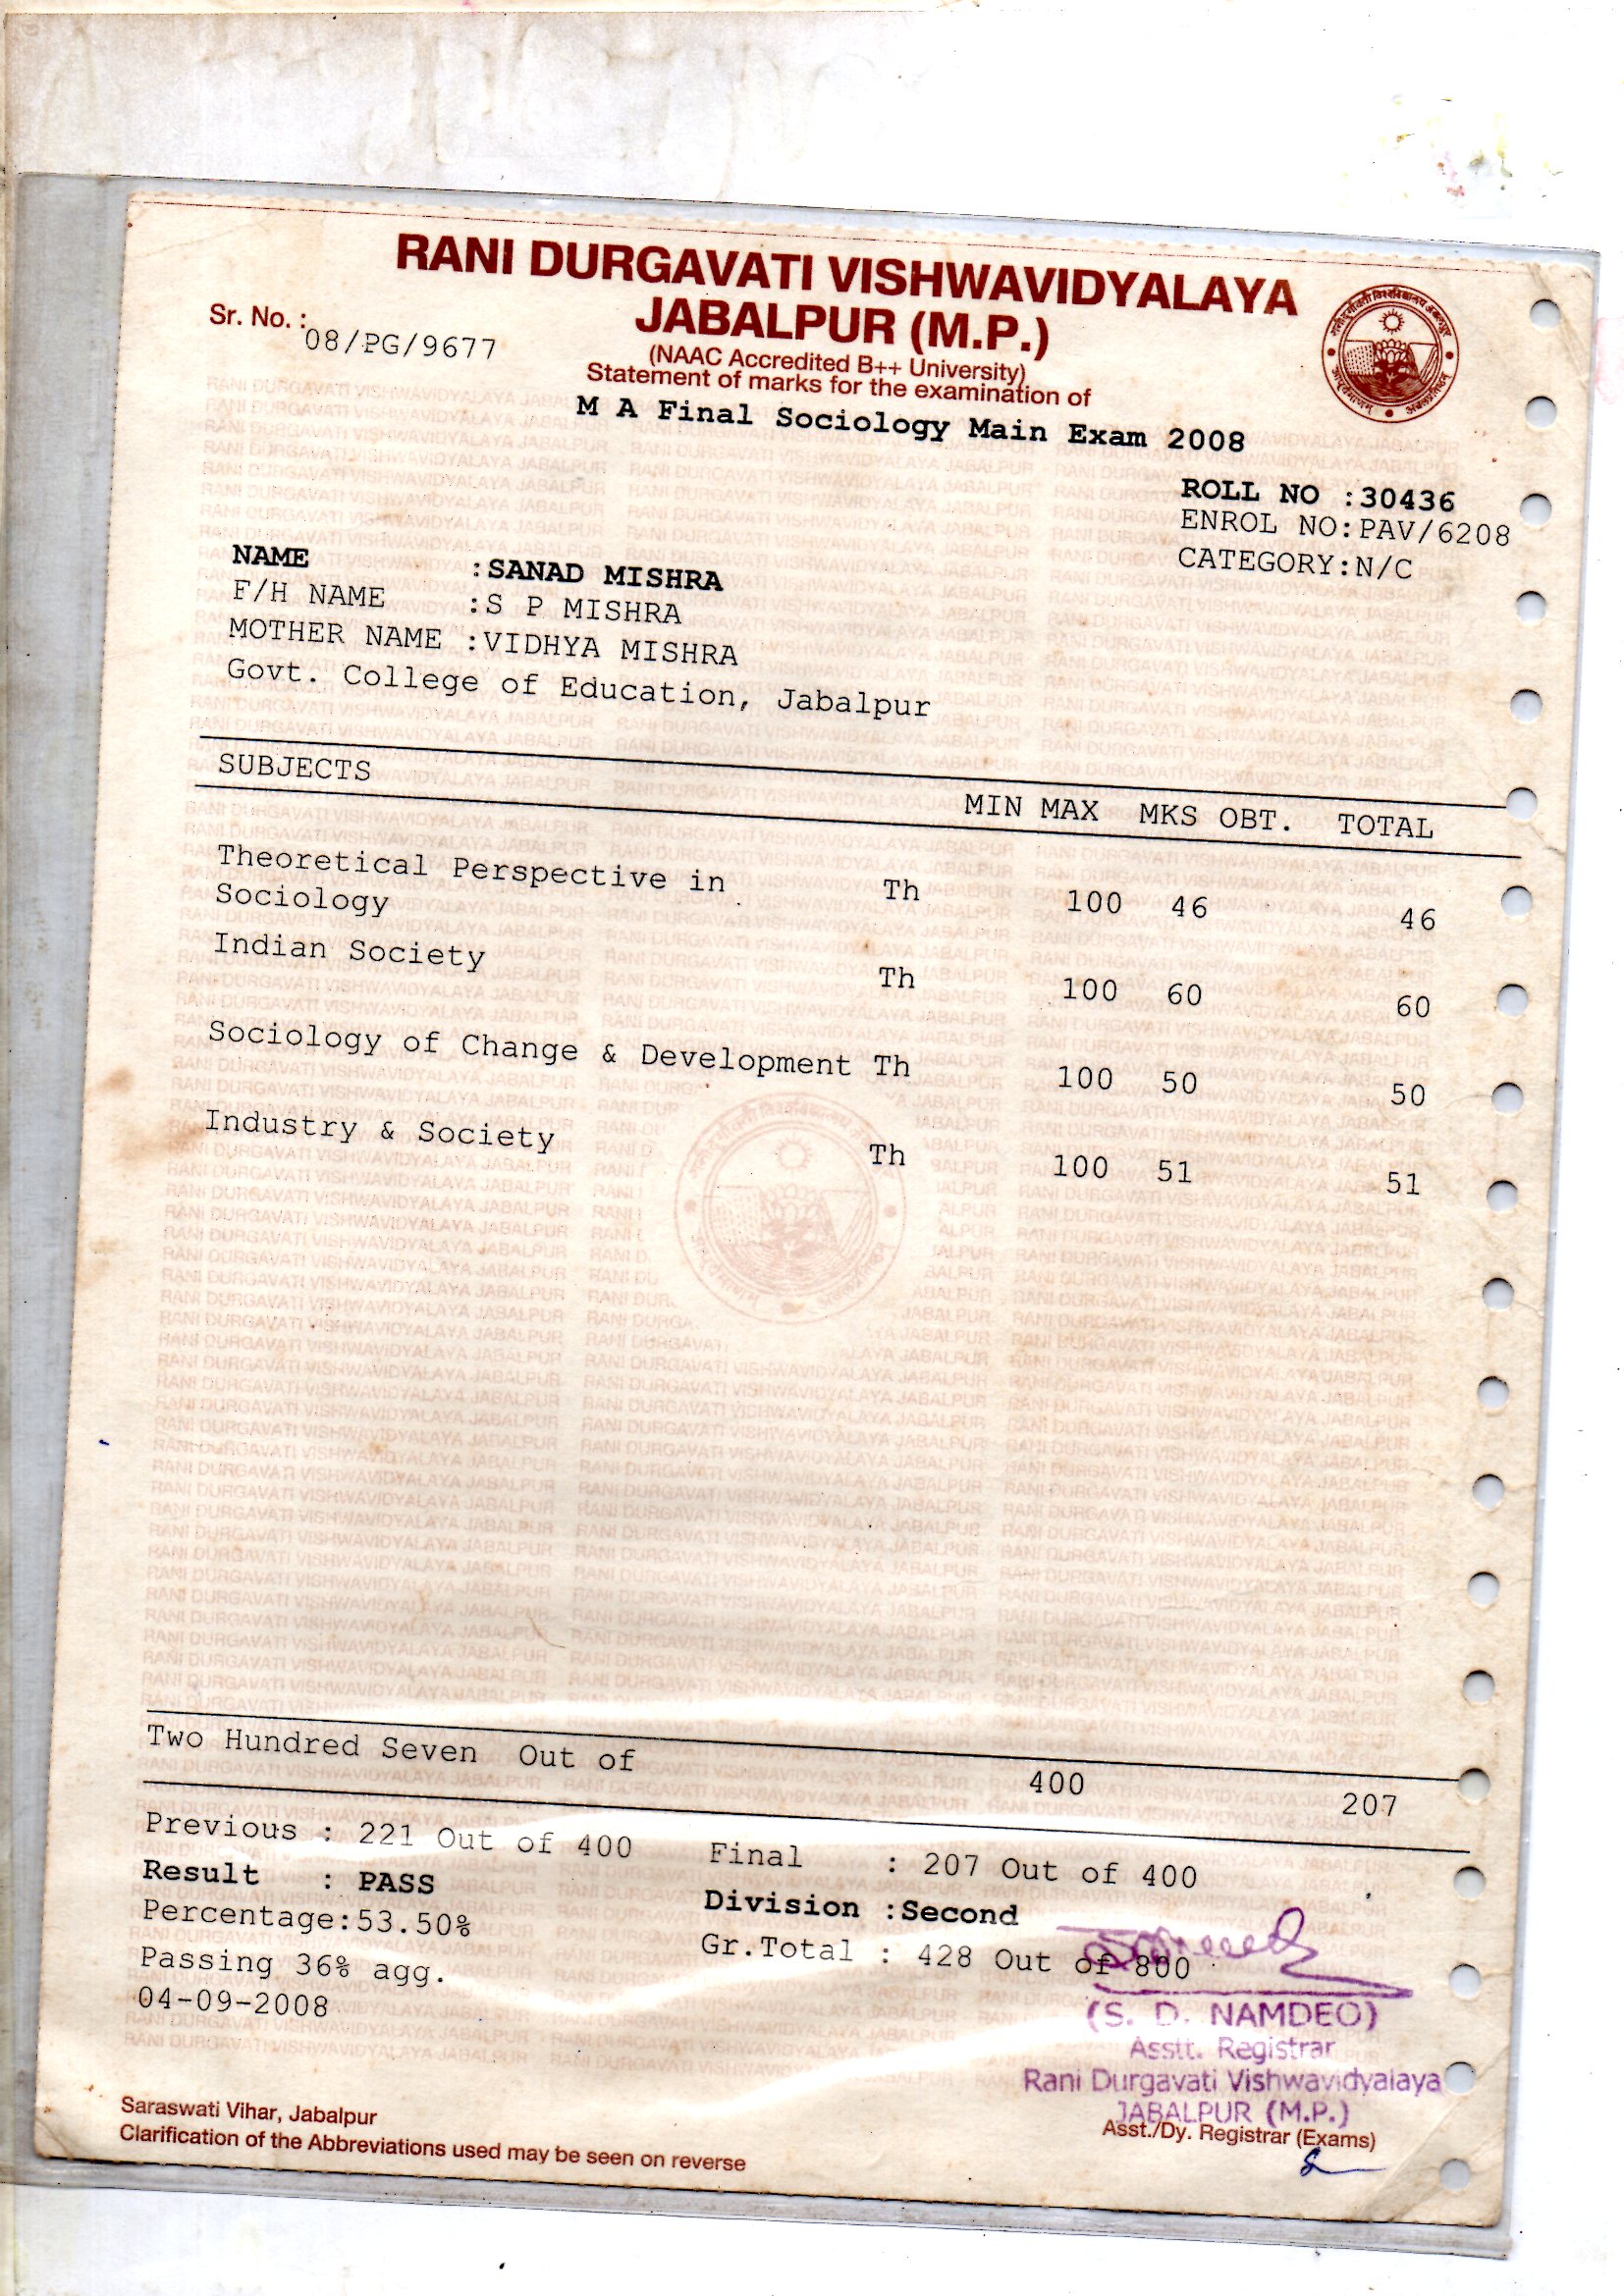 RANI DURGAVATI VISHWAVIDYALAYA
JABALPUR (M.P.)
Sr. No. : 08/PG/9677
(NAAC Accredited B++ University)
Statement of marks for the examination of
M A Final Sociology Main Exam 2008
ROLL NO :30436
ENROL NO:PAV/6208
CATEGORY:N/C
NAME :SANAD MISHRA
F/H NAME :S P MISHRA
MOTHER NAME :VIDHYA MISHRA
Govt. College of Education, Jabalpur
SUBJECTS MIN MAX MKS OBT. TOTAL
Theoretical Perspective in Th 100 46 46
Sociology
Indian Society Th 100 60 60
Sociology of Change & Development Th 100 50 50
Industry & Society Th 100 51 51
Two Hundred Seven Out of 400 207
Previous : 221 Out of 400 Final : 207 Out of 400
Result : PASS Division :Second
Percentage:53.50% Gr.Total : 428 Out of 800
Passing 36% agg.
04-09-2008
(S. D. NAMDEO)
Asstt. Registrar
Rani Durgavati Vishwavidyalaya
JABALPUR (M.P.)
Asst./Dy. Registrar (Exams)
Saraswati Vihar, Jabalpur
Clarification of the Abbreviations used may be seen on reverse